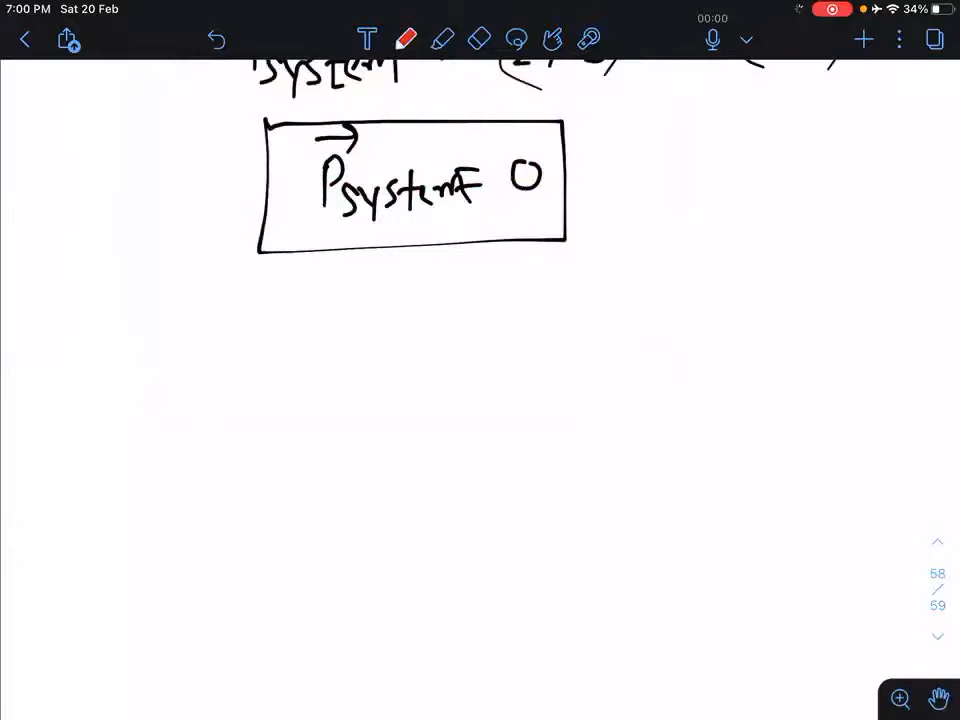 7:00 PM Sat 20 Feb
00:00
34%
T
system
P system = 0
58
/
59